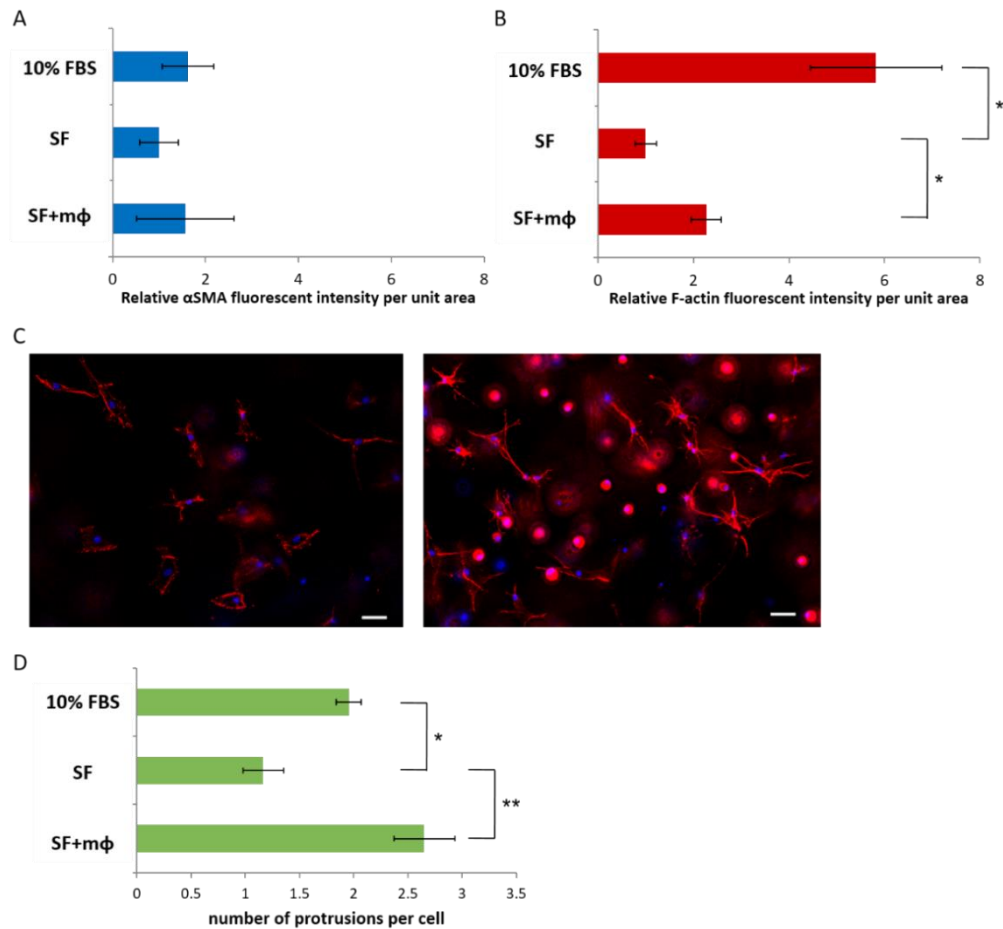 A
10% FBS
SF
SF+mϕ
0 2 4 6 8
Relative αSMA fluorescent intensity per unit area
B
10% FBS
*
SF
*
SF+mϕ
0 2 4 6 8
Relative F-actin fluorescent intensity per unit area
C
D
10% FBS
*
SF
**
SF+mϕ
0 0.5 1 1.5 2 2.5 3 3.5
number of protrusions per cell